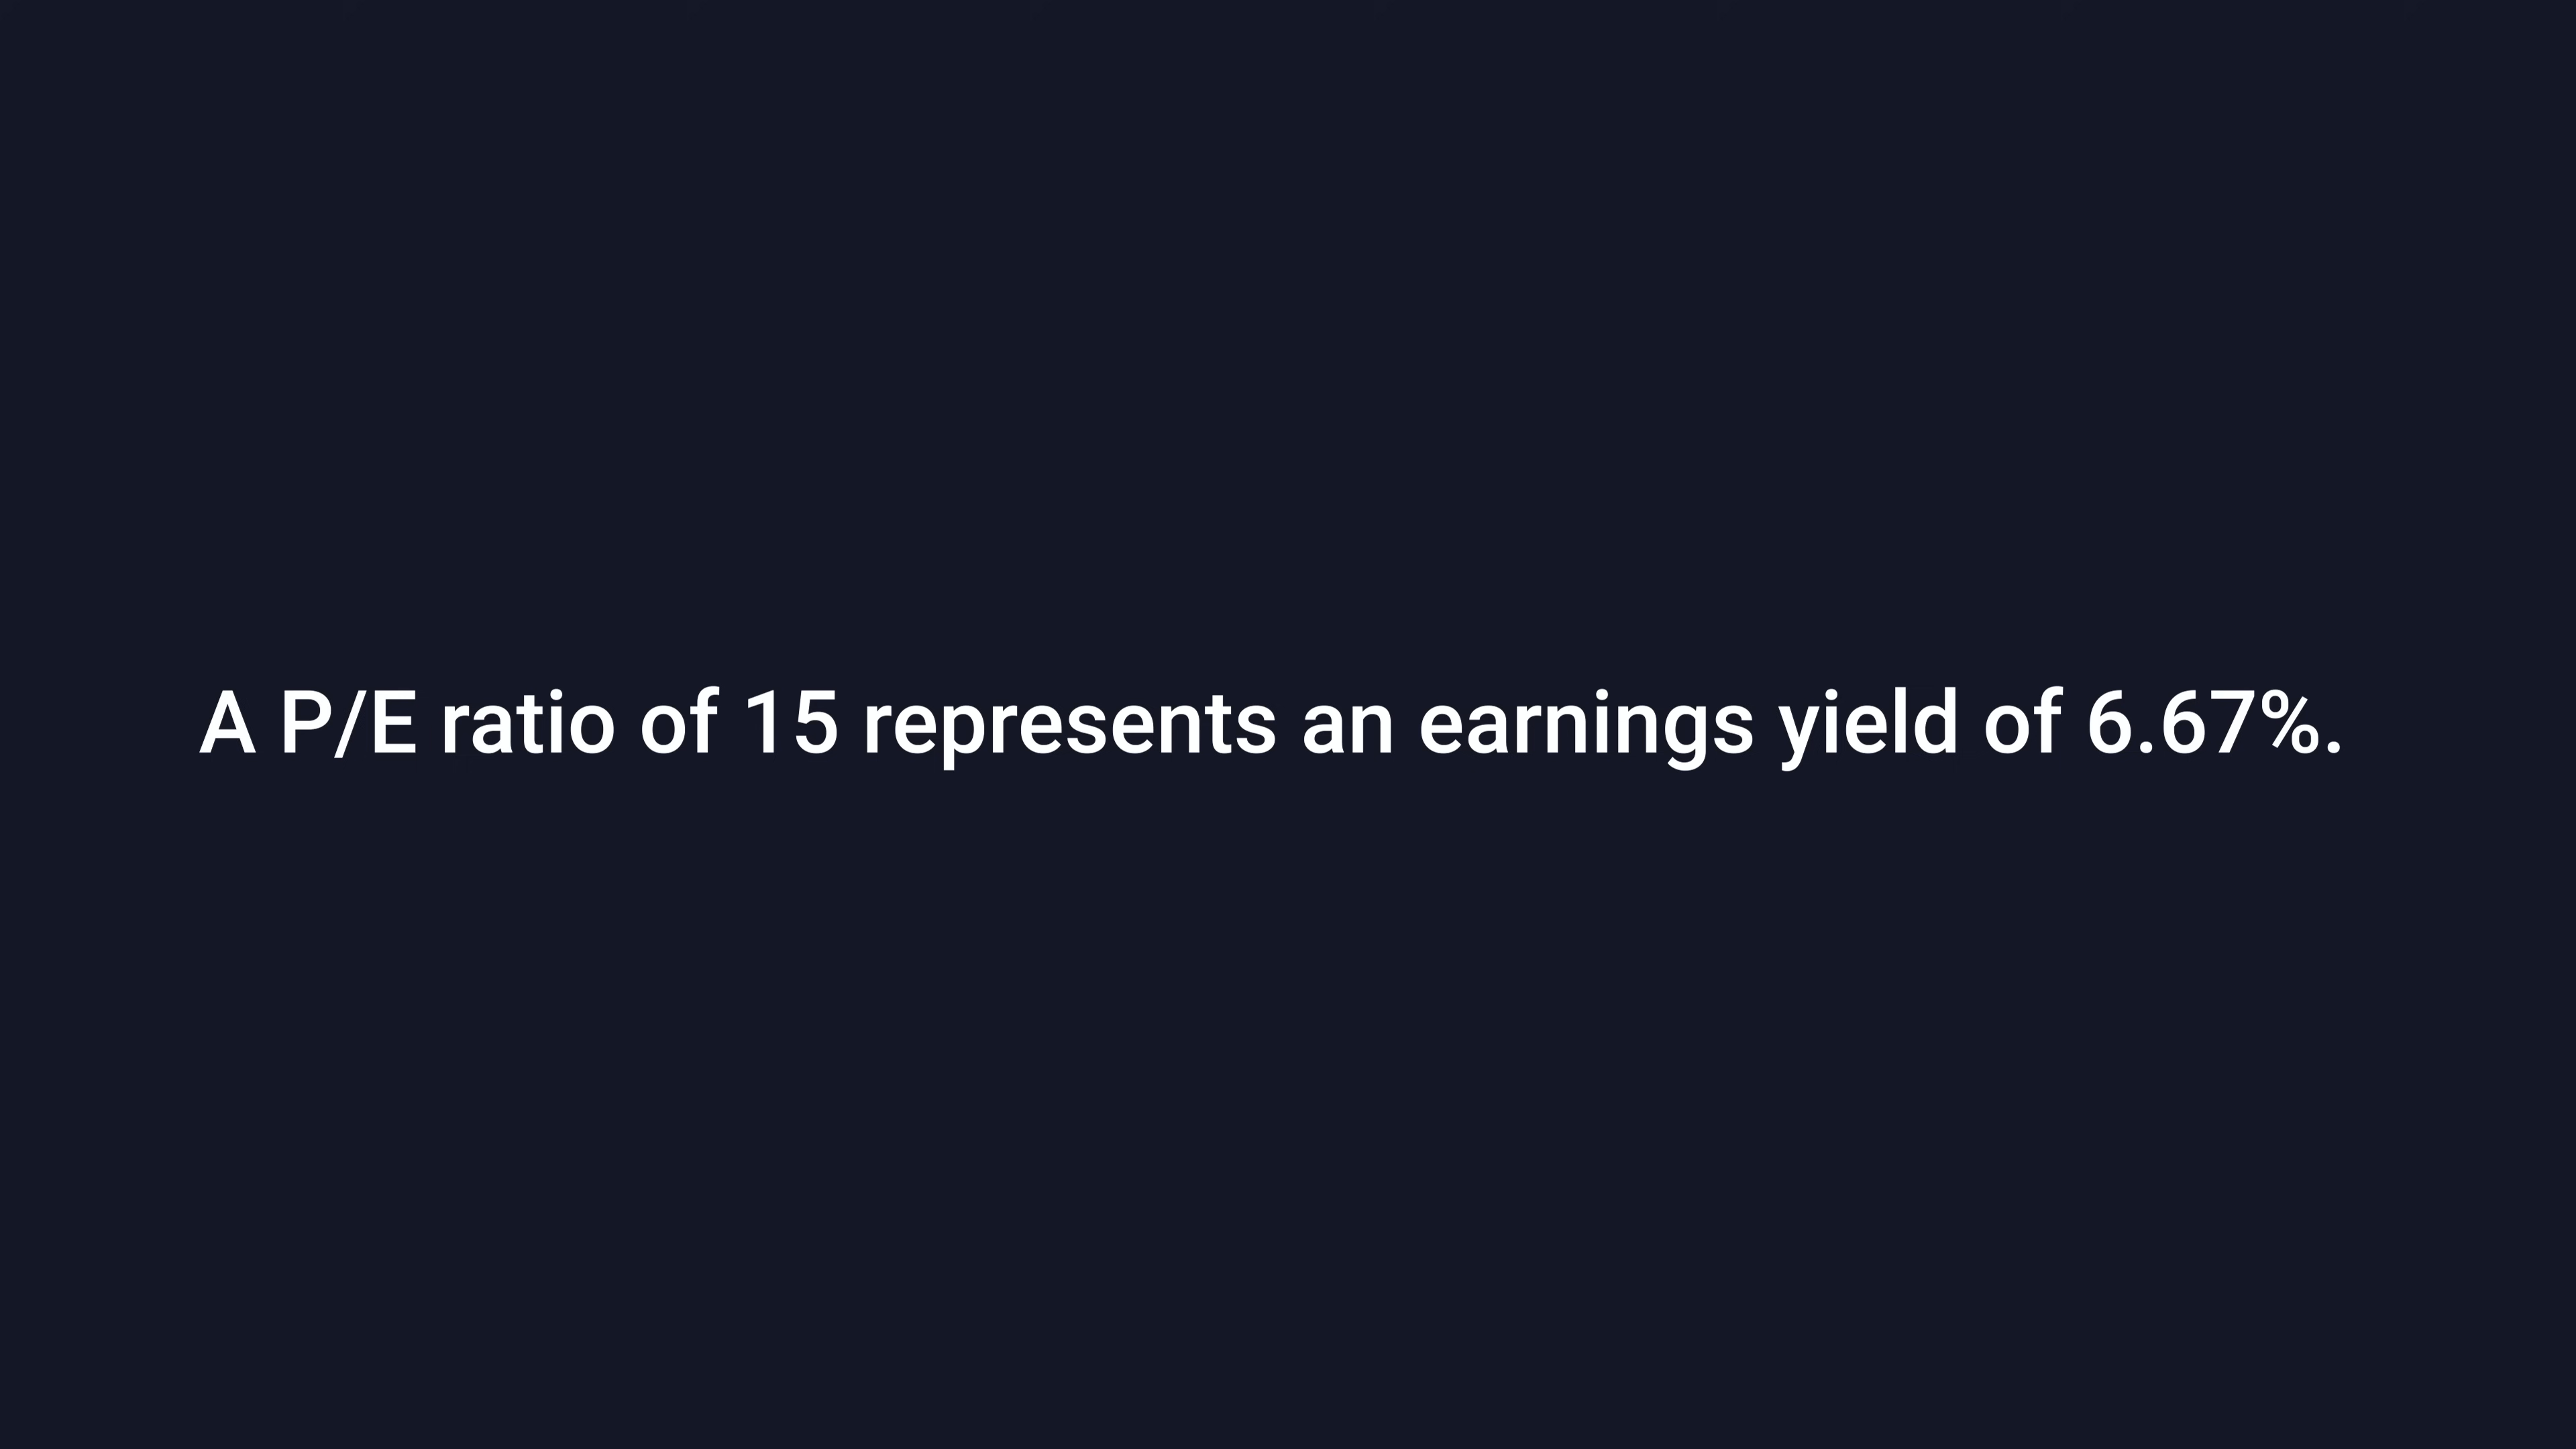 A P/E ratio of 15 represents an earnings yield of 6.67%.